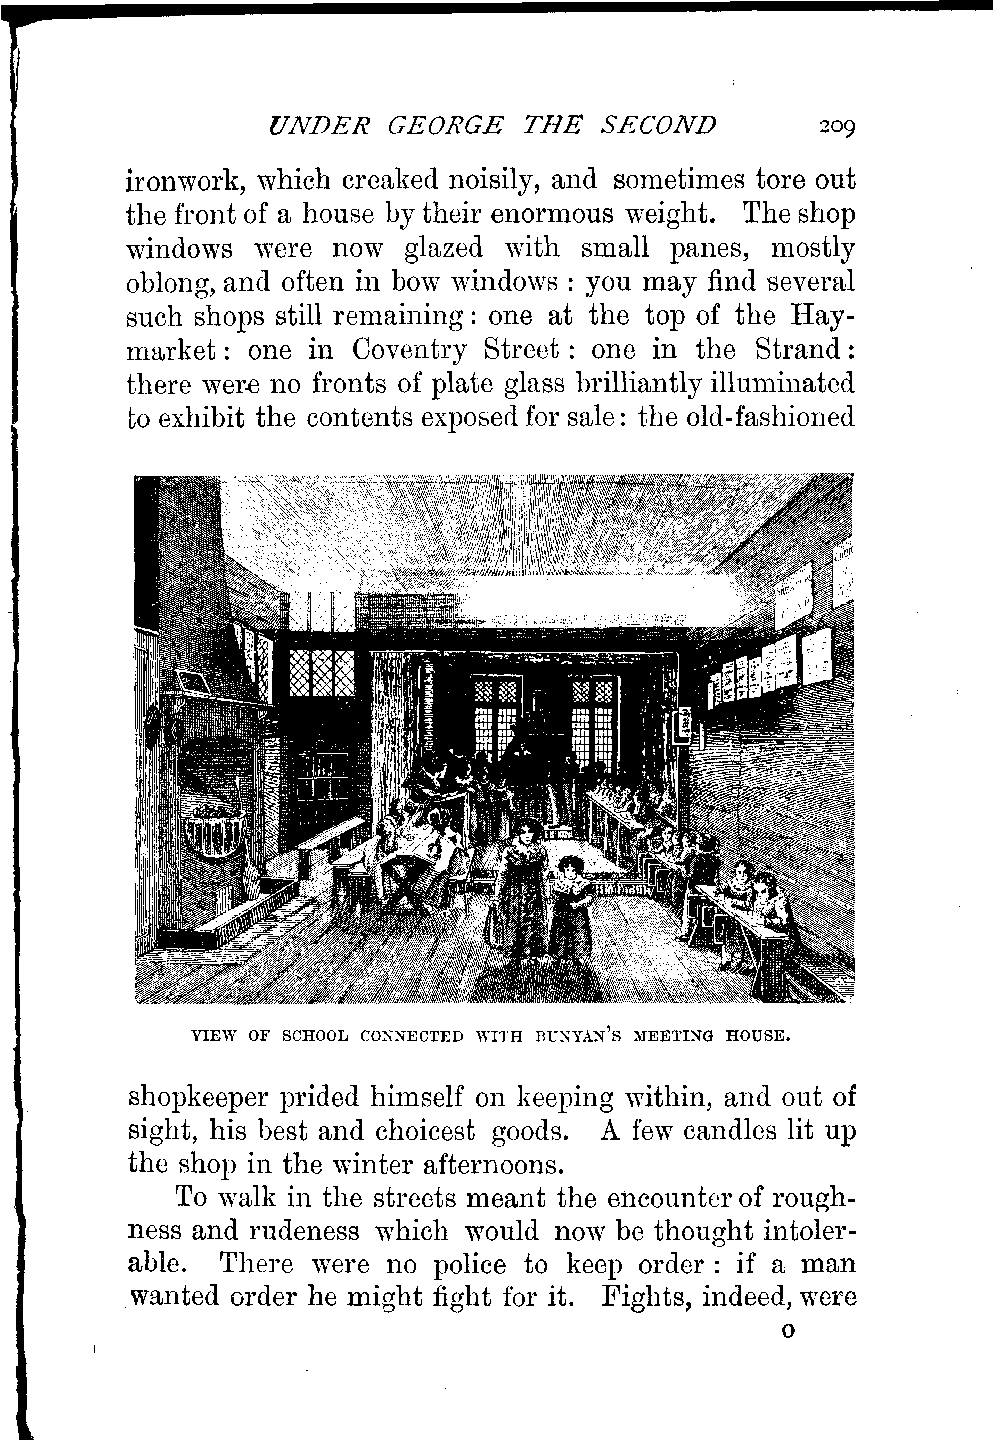 UNDER GEORGE THE SECOND 209
ironwork, which creaked noisily, and sometimes tore out
the front of a house by their enormous weight. The shop
windows were now glazed with small panes, mostly
oblong, and often in bow windows : you may find several
such shops still remaining : one at the top of the Hay-
market : one in Coventry Street : one in the Strand :
there were no fronts of plate glass brilliantly illuminated
to exhibit the contents exposed for sale : the old-fashioned
VIEW OF SCHOOL CONNECTED WITH BUNYAN'S MEETING HOUSE.
shopkeeper prided himself on keeping within, and out of
sight, his best and choicest goods. A few candles lit up
the shop in the winter afternoons.
To walk in the streets meant the encounter of rough-
ness and rudeness which would now be thought intoler-
able. There were no police to keep order : if a man
wanted order he might fight for it. Fights, indeed, were
O